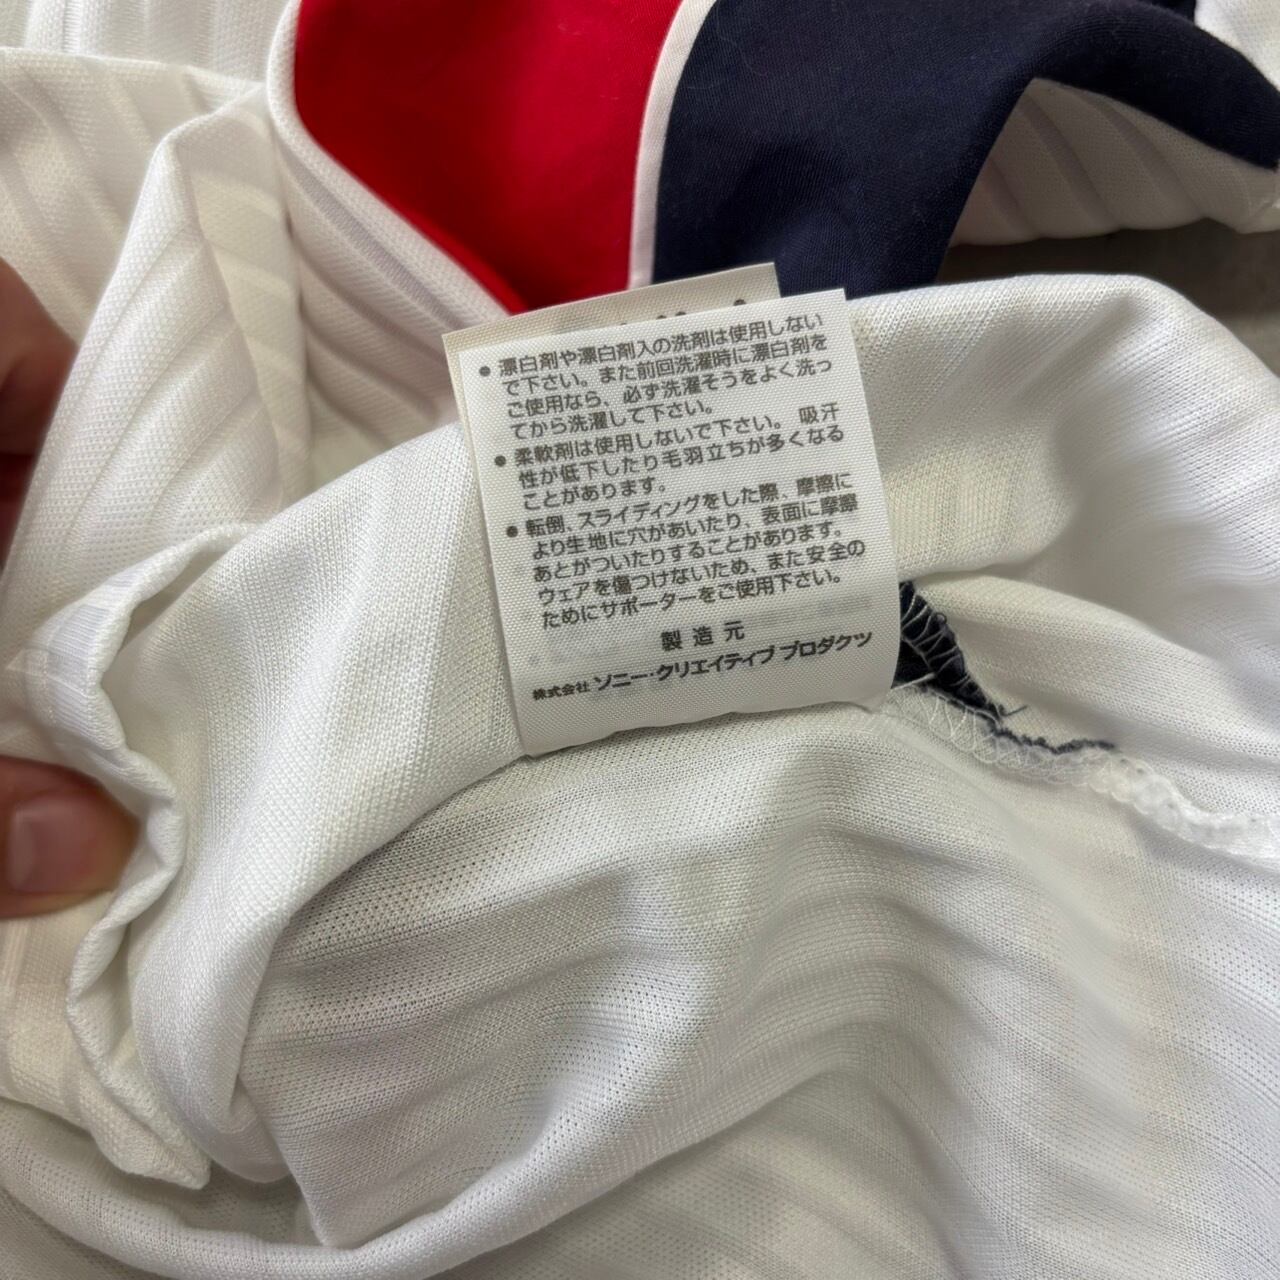 ● 漂白剤や漂白剤入の洗剤は使用しない
で下さい。また前回洗濯時に漂白剤を
ご使用なら、必ず洗濯そうをよく洗っ
てから洗濯して下さい。
● 柔軟剤は使用しないで下さい。 吸汗
性が低下したり毛羽立ちが多くなる
ことがあります。
● 転倒、スライディングをした際、摩擦に
より生地に穴があいたり、表面に摩擦
あとがついたりすることがあります。
ウェアを傷つけないため、また安全の
ためにサポーターをご使用下さい。
製 造 元
株式会社 ソニー・クリエイティブ プロダクツ